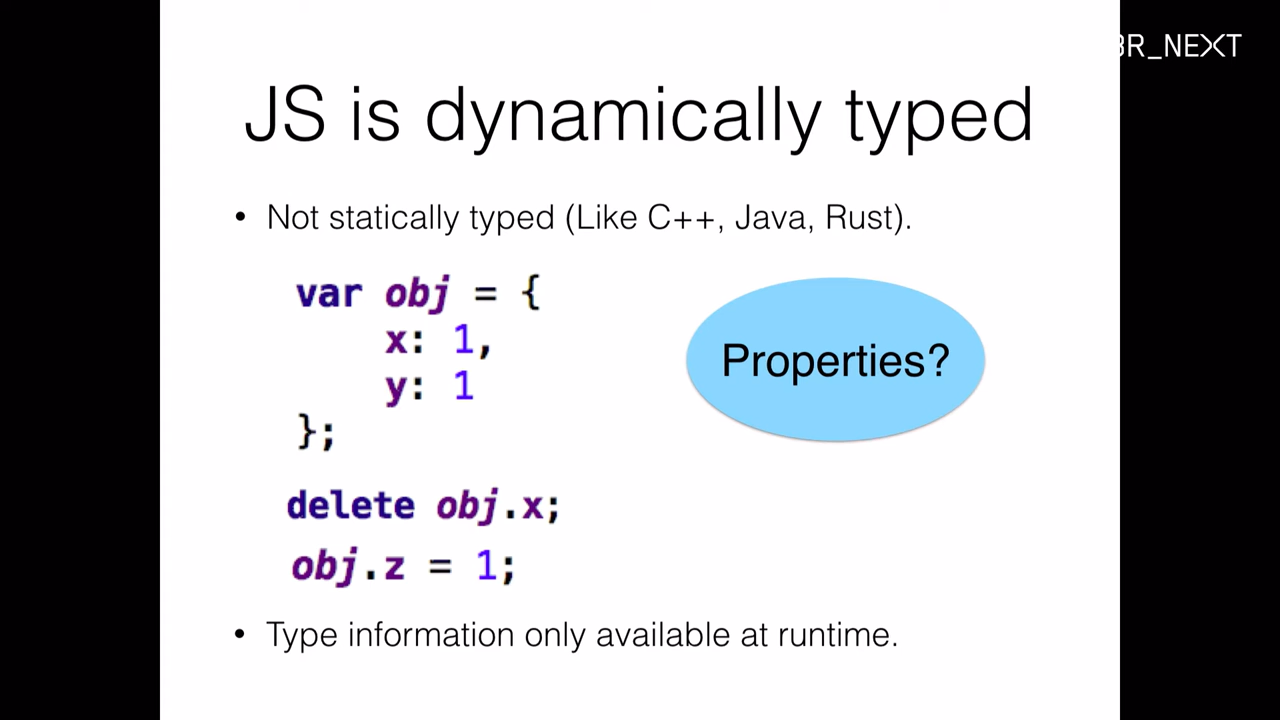 BR_NEXT
JS is dynamically typed
• Not statically typed (Like C++, Java, Rust).
var obj = {
x: 1,
y: 1
};
Properties?
delete obj.x;
obj.z = 1;
• Type information only available at runtime.